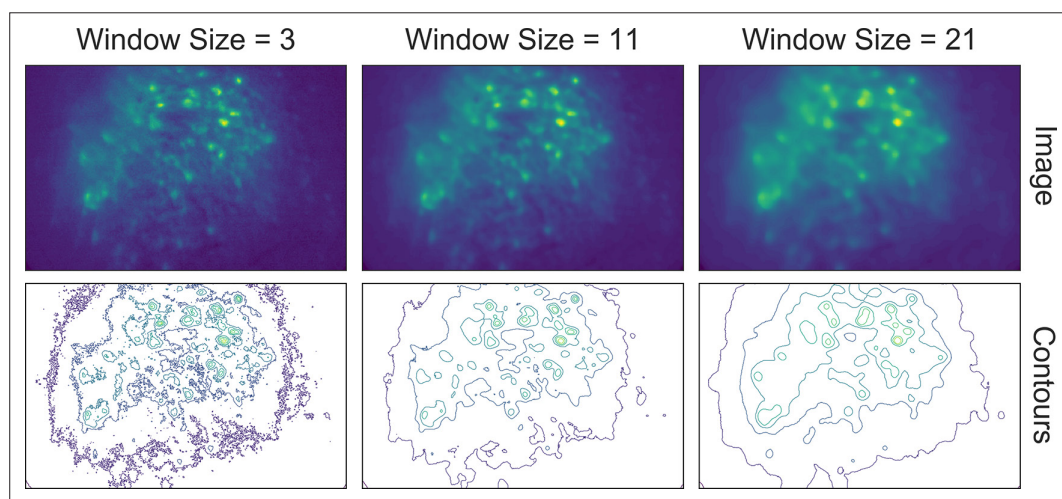 Window Size = 3
Window Size = 11
Window Size = 21
Image
Contours